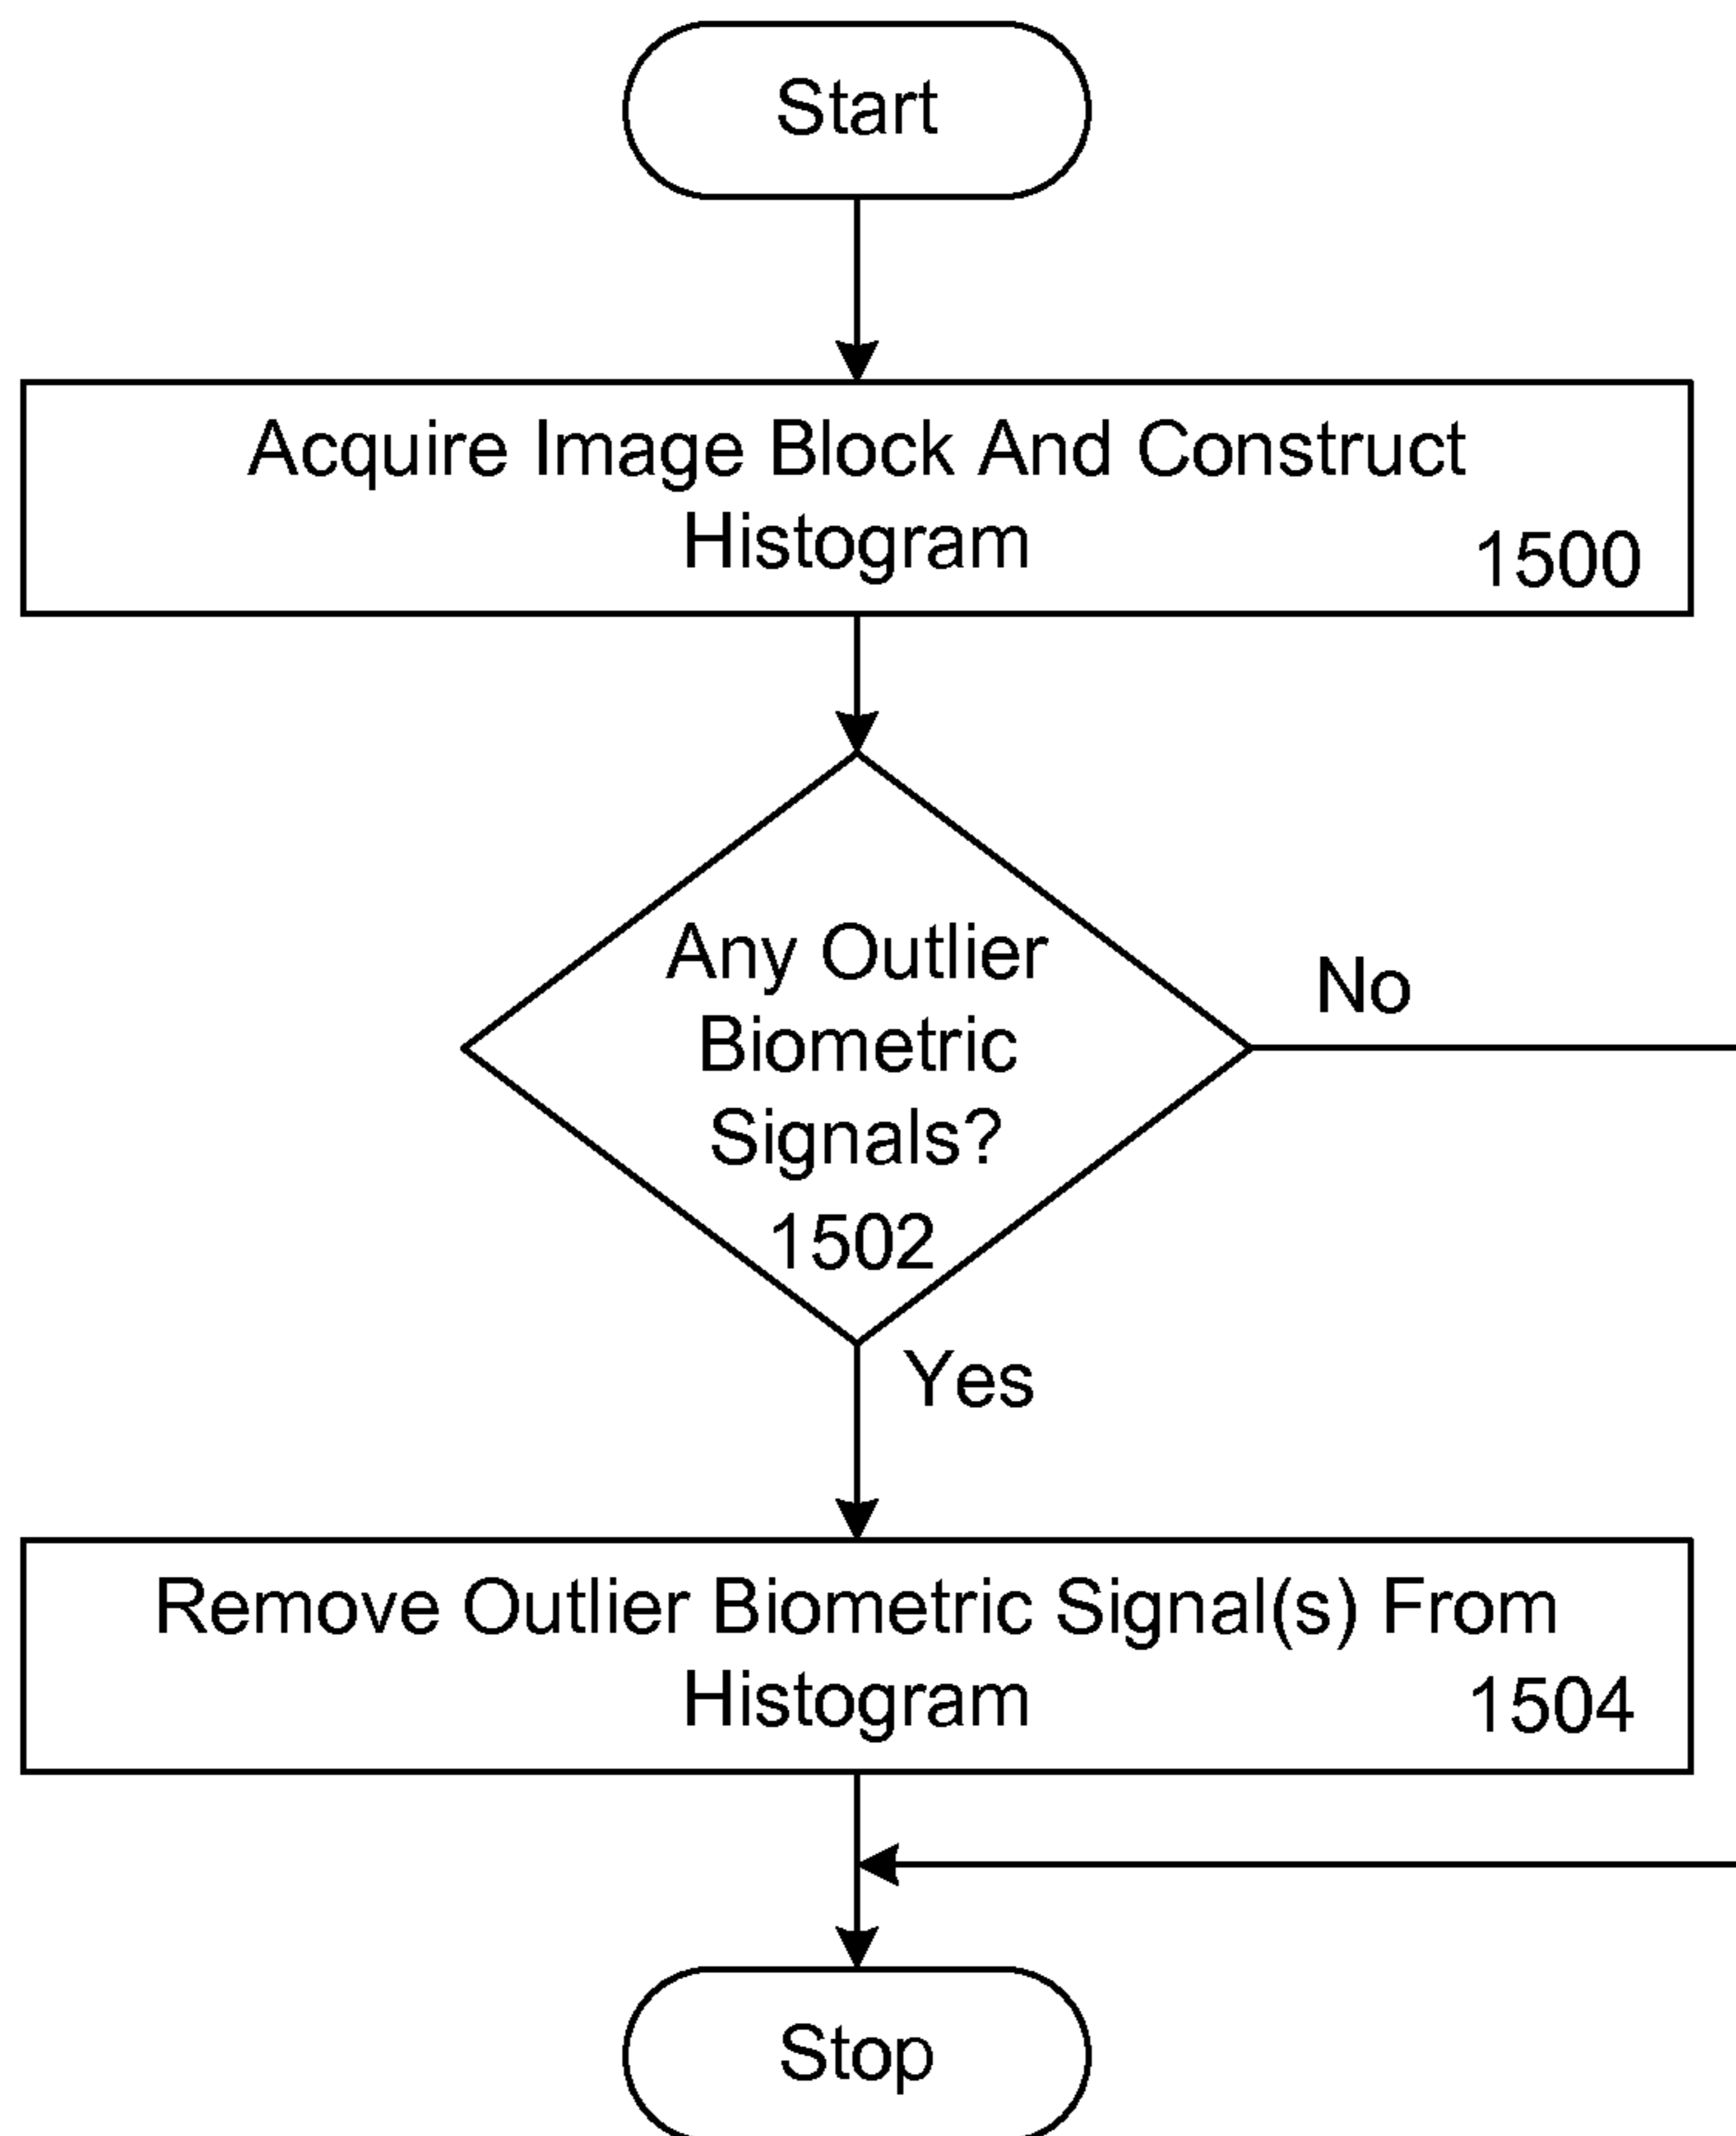 Start
Acquire Image Block And Construct
Histogram
1500
Any Outlier
Biometric
Signals?
1502
No
Yes
Remove Outlier Biometric Signal(s) From
Histogram
1504
Stop